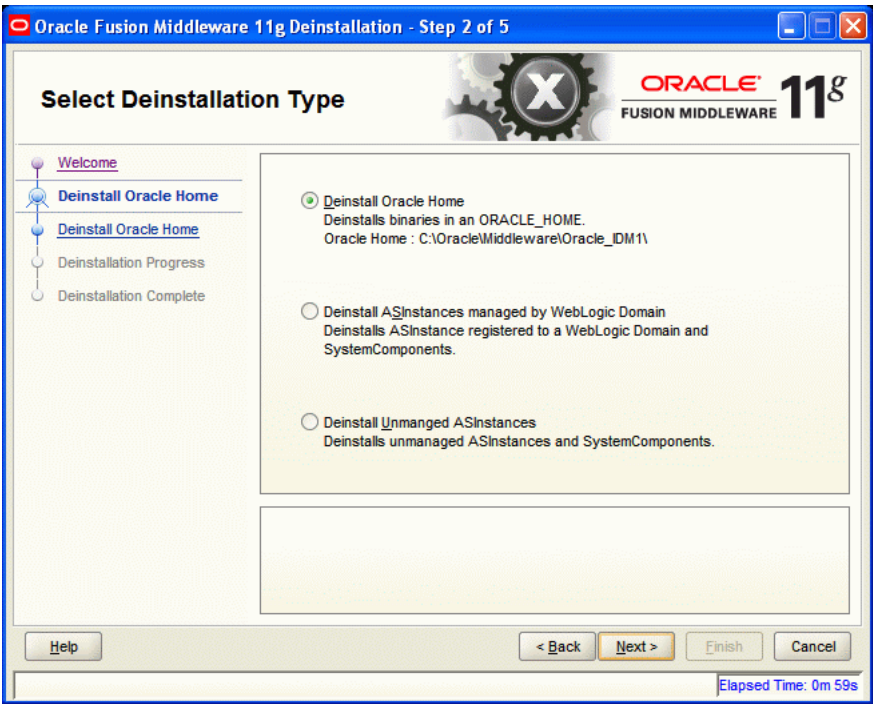 Oracle Fusion Middleware 11g Deinstallation - Step 2 of 5
Select Deinstallation Type
X
ORACLE
FUSION MIDDLEWARE
11g
Welcome
Deinstall Oracle Home
Deinstall Oracle Home
Deinstallation Progress
Deinstallation Complete
Deinstall Oracle Home
Deinstalls binaries in an ORACLE_HOME.
Oracle Home : C:\Oracle\Middleware\Oracle_IDM1\
Deinstall ASInstances managed by WebLogic Domain
Deinstalls ASInstance registered to a WebLogic Domain and
SystemComponents.
Deinstall Unmanged ASInstances
Deinstalls unmanaged ASInstances and SystemComponents.
Help
< Back
Next >
Finish
Cancel
Elapsed Time: 0m 59s